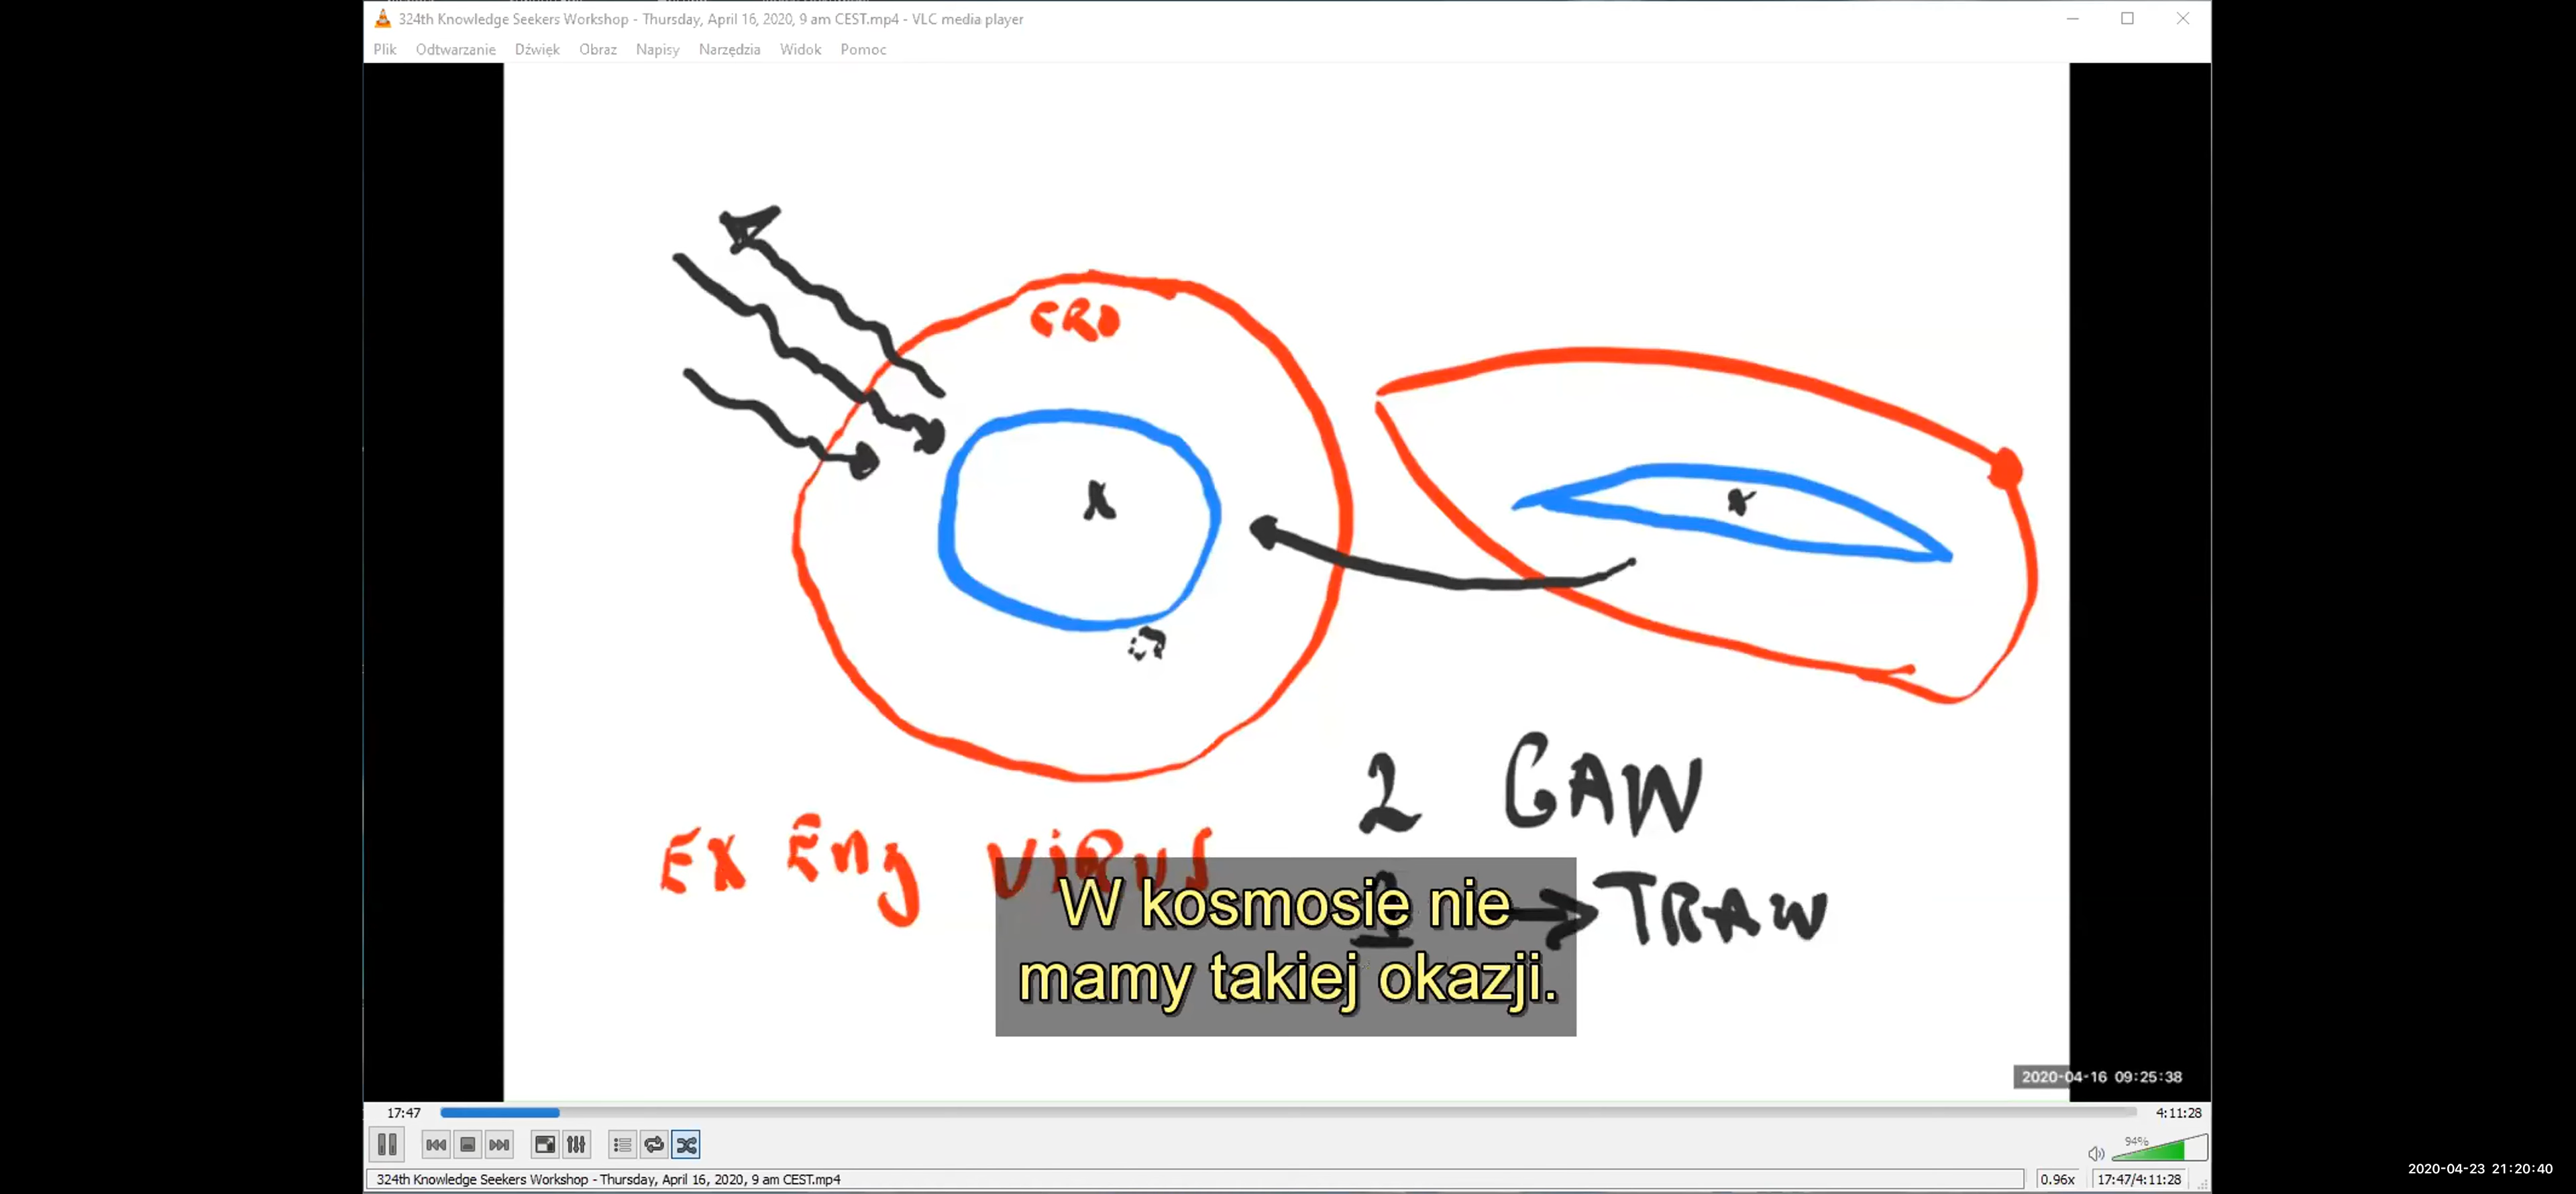 324th Knowledge Seekers Workshop - Thursday, April 16, 2020, 9 am CEST.mp4 - VLC media player
Plik Odtwarzanie Dźwięk Obraz Napisy Narzędzia Widok Pomoc
X
x
EX Eng ViRUS
2 GAW
TRAW
W kosmosie nie
mamy takiej okazji.
2020-04-16 09:25:38
17:47 4:11:28
94%
324th Knowledge Seekers Workshop - Thursday, April 16, 2020, 9 am CEST.mp4 0.96x 17:47/4:11:28
2020-04-23 21:20:40